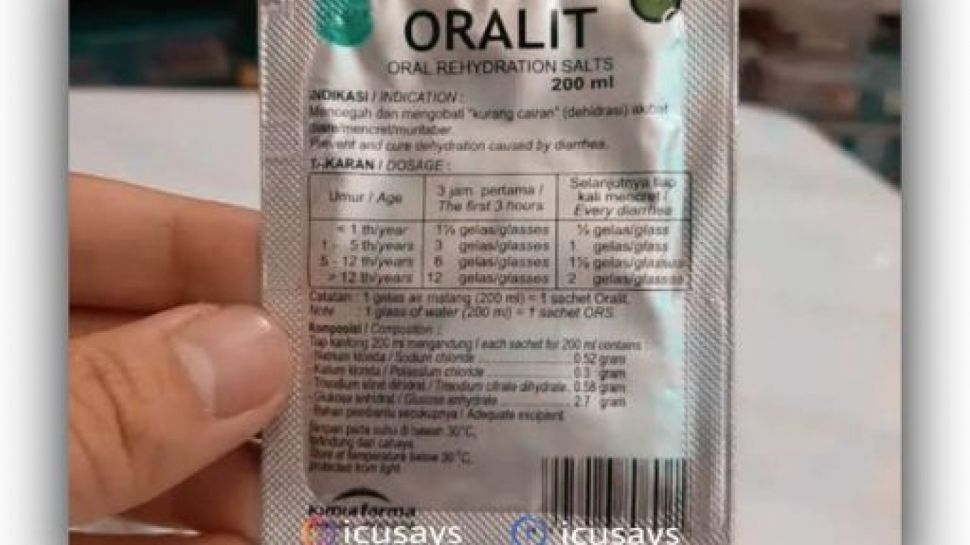 ORALIT
ORAL REHYDRATION SALTS
200 ml
INDIKASI / INDICATION :
Mencegah dan mengobati "kurang cairan" (dehidrasi) akibat
diare/mencret/muntaber.
Prevent and cure dehydration caused by diarrhea.
TAKARAN / DOSAGE :
Umur / Age 3 jam pertama / The first 3 hours Selanjutnya tiap kali mencret / Every diarrhea
< 1 th/year 1½ gelas/glasses ½ gelas/glass
1 - 5 th/years 3 gelas/glasses 1 gelas/glass
5 - 12 th/years 6 gelas/glasses 1½ gelas/glasses
> 12 th/years 12 gelas/glasses 2 gelas/glasses
Catatan : 1 gelas air matang (200 ml) = 1 sachet Oralit.
Note : 1 glass of water (200 ml) = 1 sachet ORS.
Komposisi / Composition :
Tiap kantong 200 ml mengandung / each sachet for 200 ml contains :
Natrium klorida / Sodium chloride 0.52 gram
Kalium klorida / Potassium chloride 0.3 gram
Trisodium sitrat dihidrat / Trisodium citrate dihydrate 0.58 gram
Glukosa anhidrat / Glucose anhydrate 2.7 gram
Bahan pembantu secukupnya / Adequate excipient
Simpan pada suhu di bawah 30°C,
terlindung dari cahaya.
Store at temperature below 30°C,
protected from light
kimia farma
icusays icusays